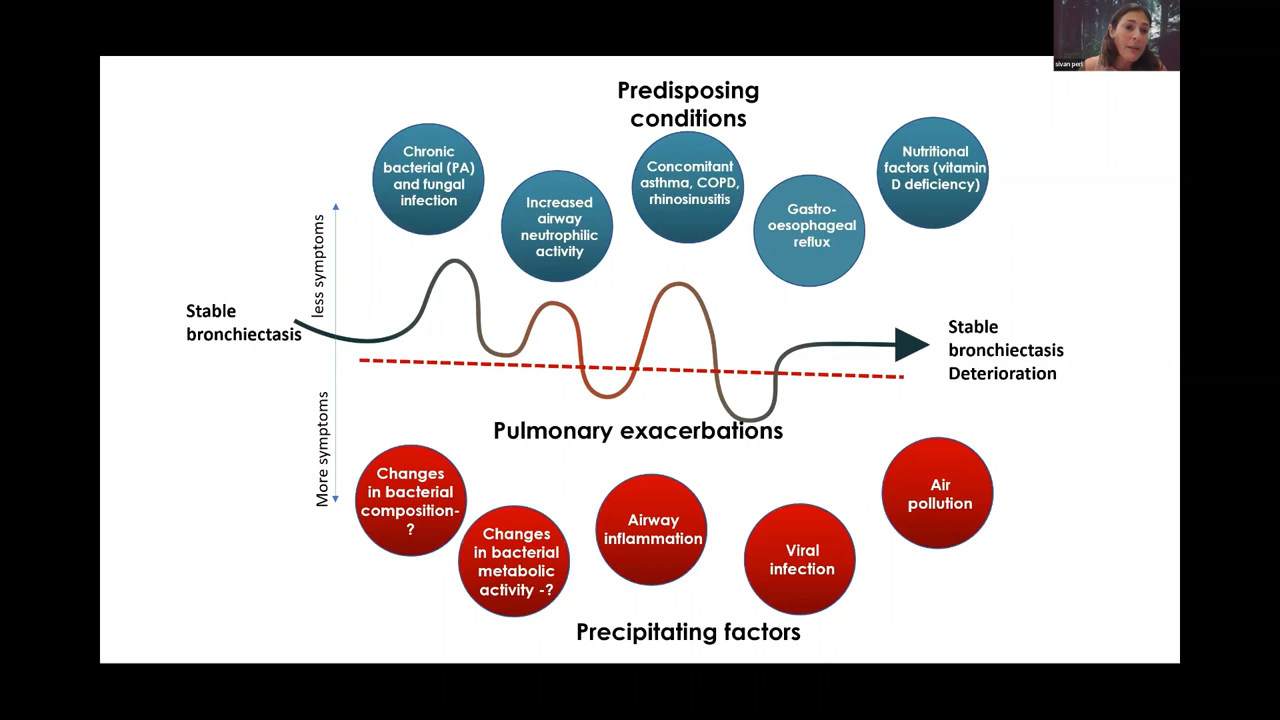 sivan perl
Predisposing
conditions
Chronic
bacterial (PA)
and fungal
infection
Increased
airway
neutrophilic
activity
Concomitant
asthma, COPD,
rhinosinusitis
Gastro-
oesophageal
reflux
Nutritional
factors (vitamin
D deficiency)
less symptoms
More symptoms
Stable
bronchiectasis
Stable
bronchiectasis
Deterioration
Pulmonary exacerbations
Changes
in bacterial
composition-
?
Changes
in bacterial
metabolic
activity -?
Airway
inflammation
Viral
infection
Air
pollution
Precipitating factors